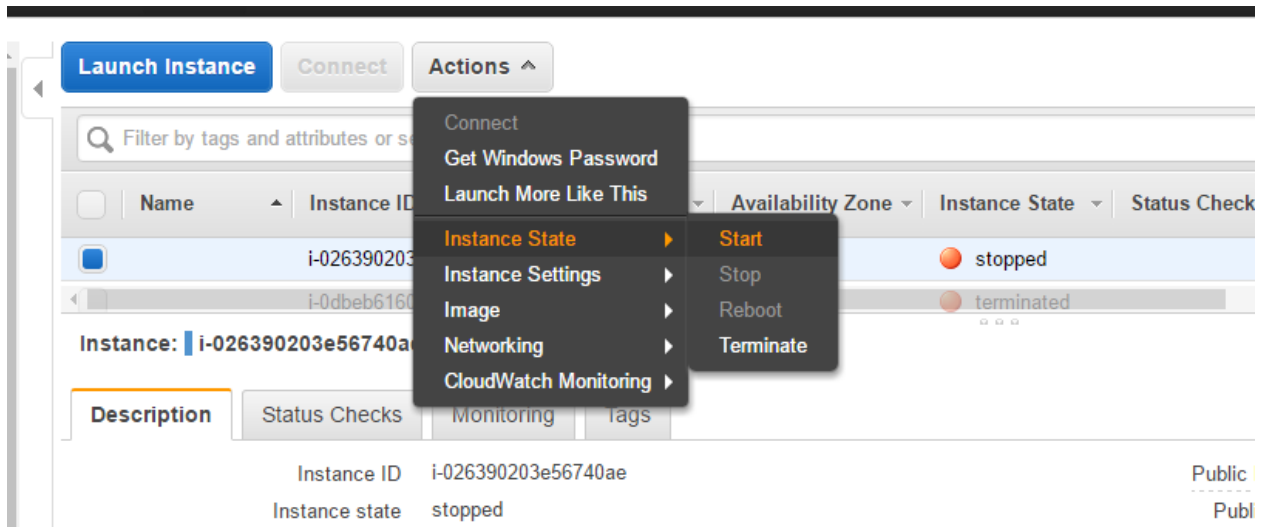 Launch Instance Connect Actions
Filter by tags and attributes or se
Connect
Get Windows Password
Launch More Like This
Name Instance ID Availability Zone Instance State Status Check
Instance State Start
i-026390203 stopped
Instance Settings Stop
i-0dbeb6160 terminated
Image Reboot
Instance: i-026390203e56740a
Networking Terminate
CloudWatch Monitoring
Description Status Checks Monitoring Tags
Instance ID i-026390203e56740ae Public
Instance state stopped Publ